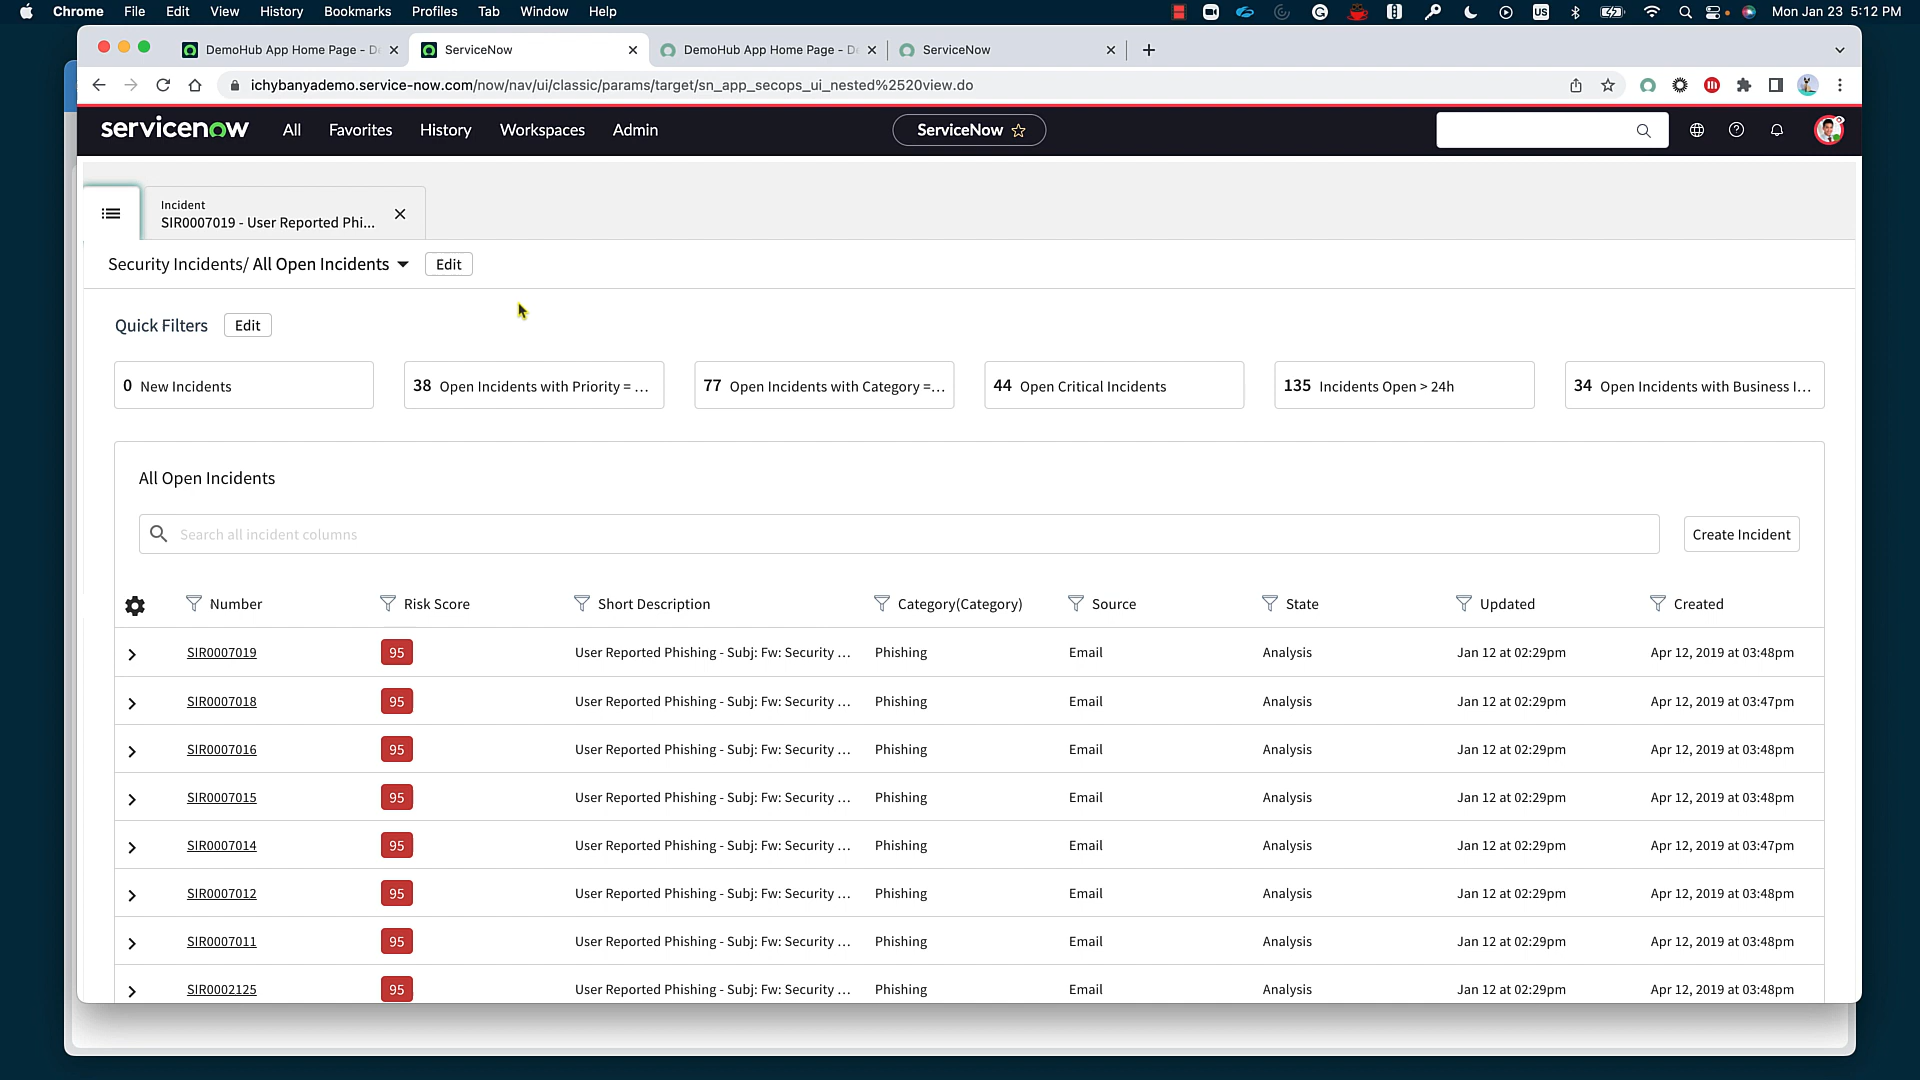 Chrome File Edit View History Bookmarks Profiles Tab Window Help US Mon Jan 23 5:12 PM
DemoHub App Home Page - D ServiceNow DemoHub App Home Page - D ServiceNow
ichybanyademo.service-now.com/now/nav/ui/classic/params/target/sn_app_secops_ui_nested%2520view.do
servicenow All Favorites History Workspaces Admin ServiceNow
Incident
SIR0007019 - User Reported Phi...
Security Incidents/ All Open Incidents Edit
Quick Filters Edit
0 New Incidents 38 Open Incidents with Priority = ... 77 Open Incidents with Category =... 44 Open Critical Incidents 135 Incidents Open > 24h 34 Open Incidents with Business I...
All Open Incidents
Search all incident columns Create Incident
Number Risk Score Short Description Category(Category) Source State Updated Created
SIR0007019 95 User Reported Phishing - Subj: Fw: Security ... Phishing Email Analysis Jan 12 at 02:29pm Apr 12, 2019 at 03:48pm
SIR0007018 95 User Reported Phishing - Subj: Fw: Security ... Phishing Email Analysis Jan 12 at 02:29pm Apr 12, 2019 at 03:47pm
SIR0007016 95 User Reported Phishing - Subj: Fw: Security ... Phishing Email Analysis Jan 12 at 02:29pm Apr 12, 2019 at 03:48pm
SIR0007015 95 User Reported Phishing - Subj: Fw: Security ... Phishing Email Analysis Jan 12 at 02:29pm Apr 12, 2019 at 03:48pm
SIR0007014 95 User Reported Phishing - Subj: Fw: Security ... Phishing Email Analysis Jan 12 at 02:29pm Apr 12, 2019 at 03:47pm
SIR0007012 95 User Reported Phishing - Subj: Fw: Security ... Phishing Email Analysis Jan 12 at 02:29pm Apr 12, 2019 at 03:48pm
SIR0007011 95 User Reported Phishing - Subj: Fw: Security ... Phishing Email Analysis Jan 12 at 02:29pm Apr 12, 2019 at 03:48pm
SIR0002125 95 User Reported Phishing - Subj: Fw: Security ... Phishing Email Analysis Jan 12 at 02:29pm Apr 12, 2019 at 03:48pm